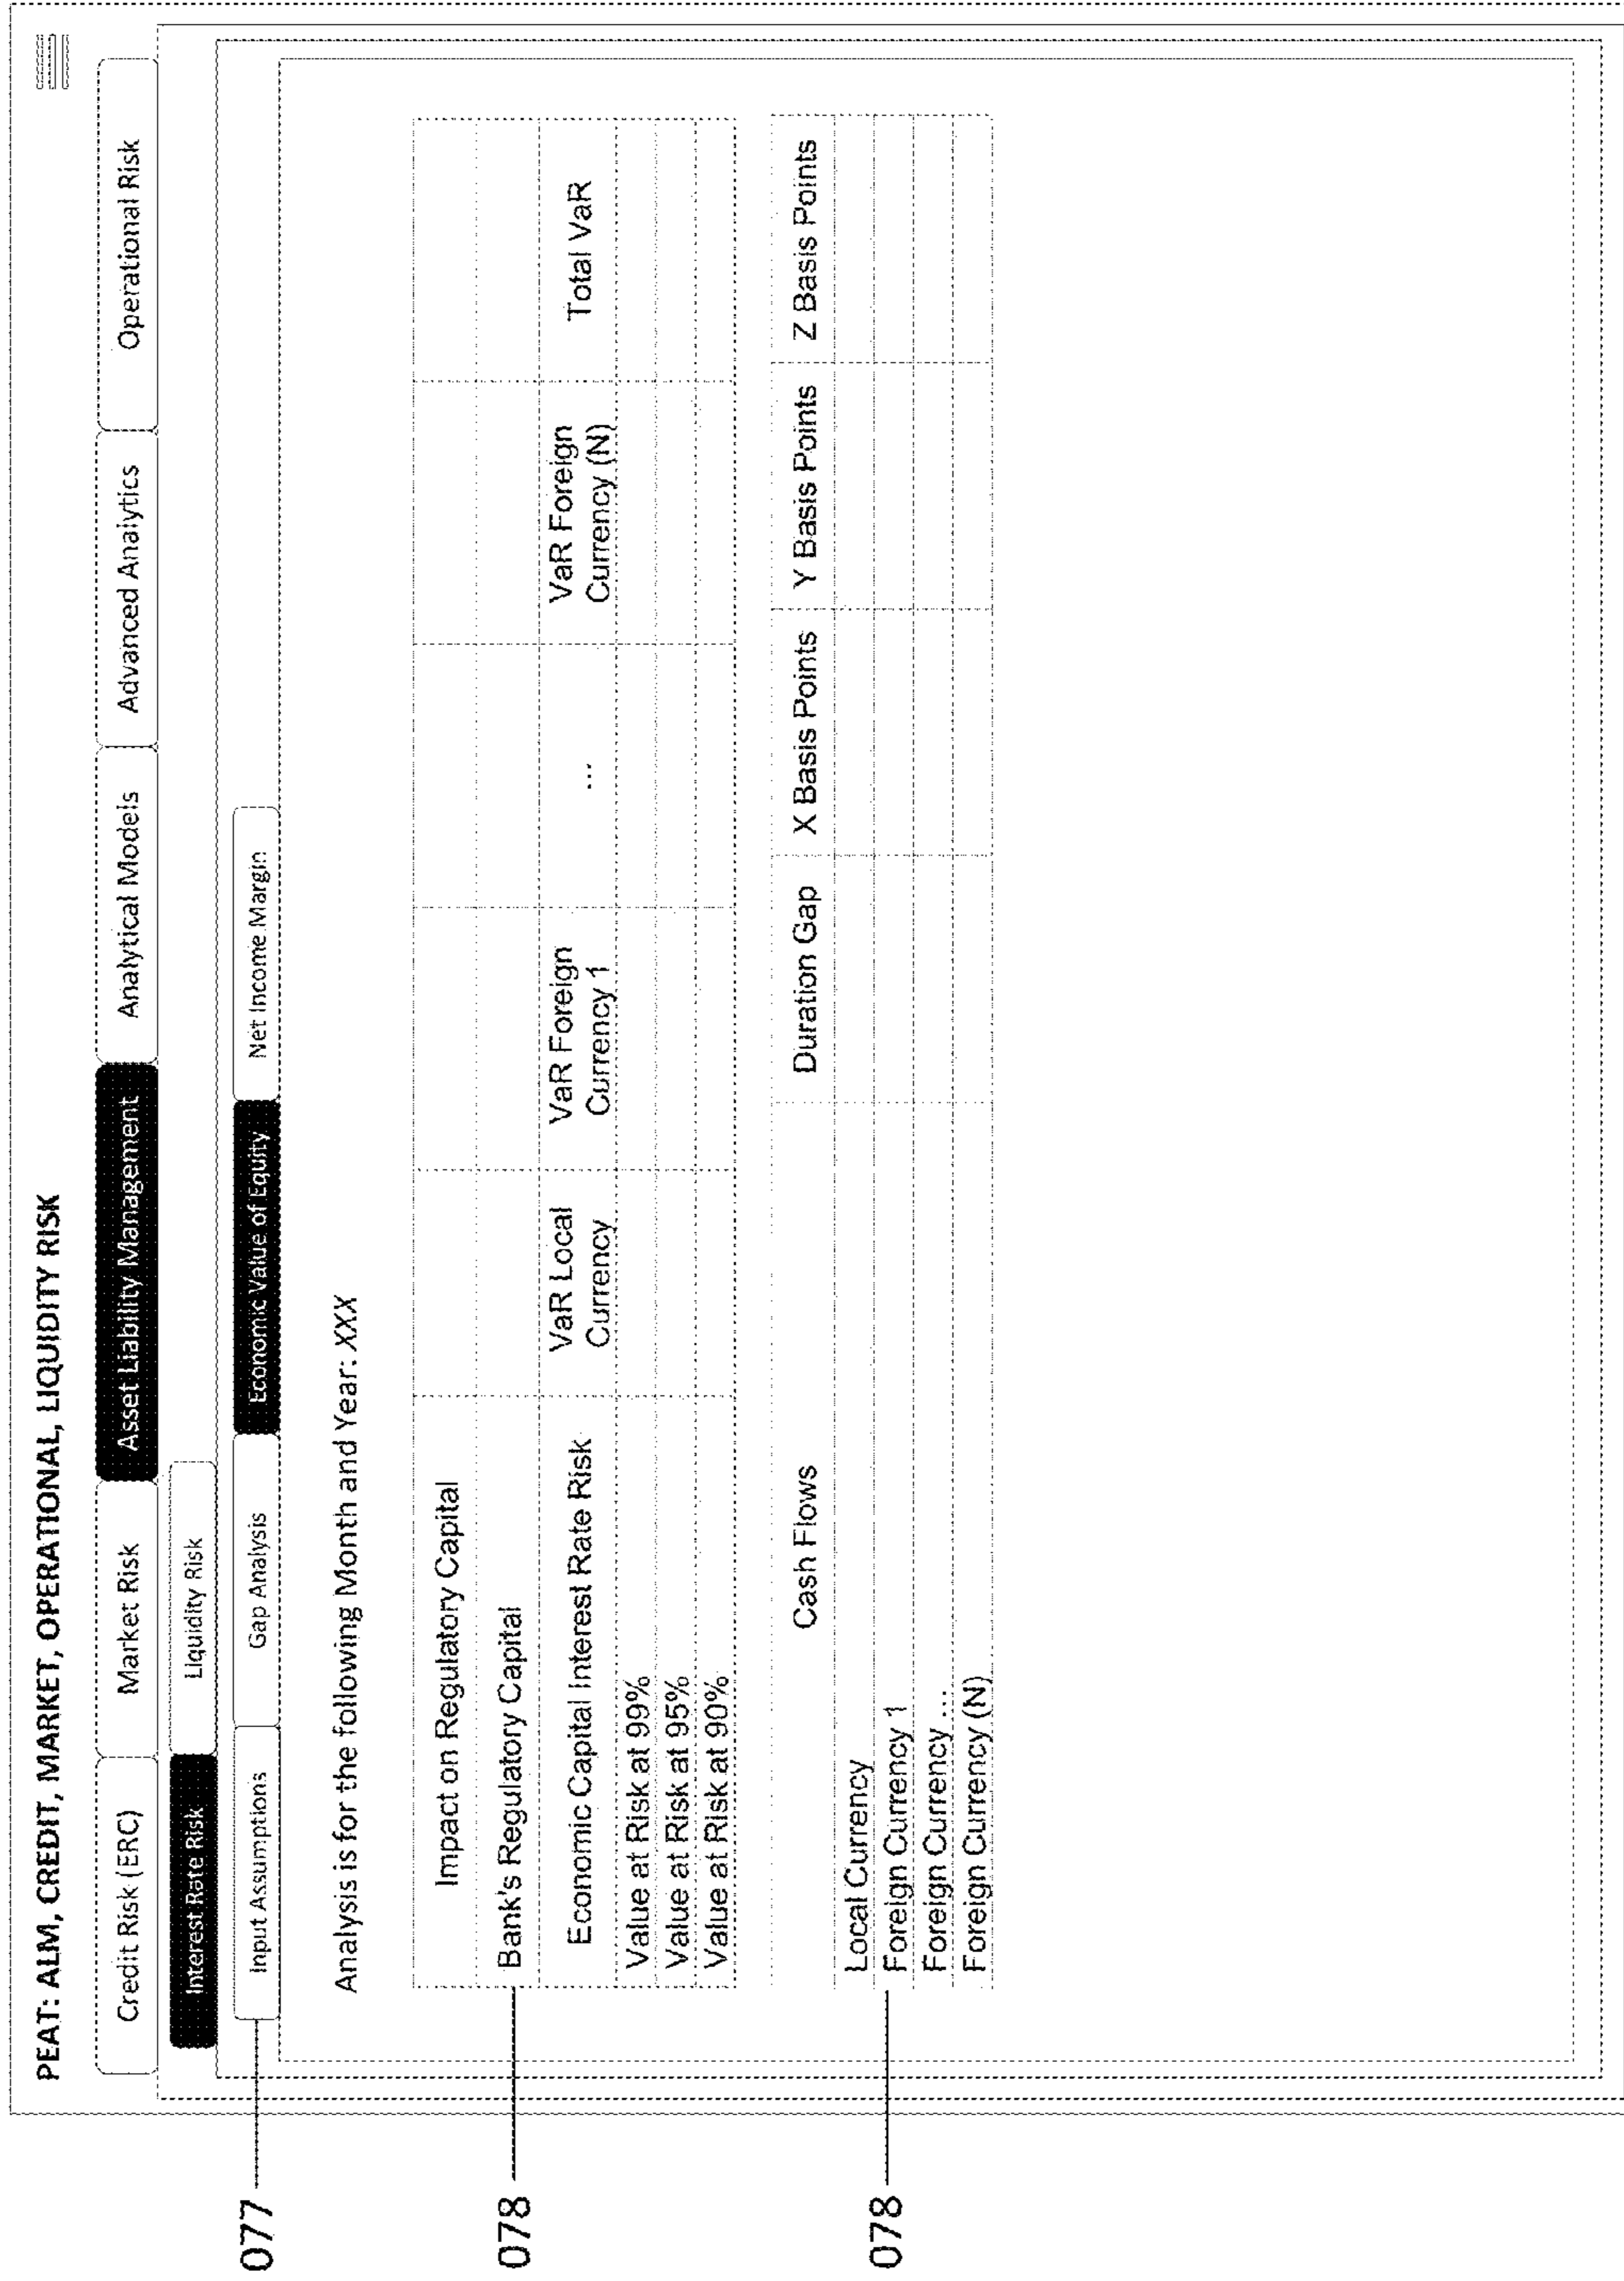 PEAT: ALM, CREDIT, MARKET, OPERATIONAL, LIQUIDITY RISK
Credit Risk (ERC)
Market Risk
Asset Liability Management
Analytical Models
Advanced Analytics
Operational Risk
Interest Rate Risk
Liquidity Risk
077
Input Assumptions
Gap Analysis
Economic Value of Equity
Net Income Margin
Analysis is for the following Month and Year: XXX
Impact on Regulatory Capital
078
Bank's Regulatory Capital
Economic Capital Interest Rate Risk
VaR Local
Currency
VaR Foreign
Currency 1
...
VaR Foreign
Currency (N)
Total VaR
Value at Risk at 99%
Value at Risk at 95%
Value at Risk at 90%
Cash Flows
Duration Gap
X Basis Points
Y Basis Points
Z Basis Points
Local Currency
078
Foreign Currency 1
Foreign Currency ...
Foreign Currency (N)